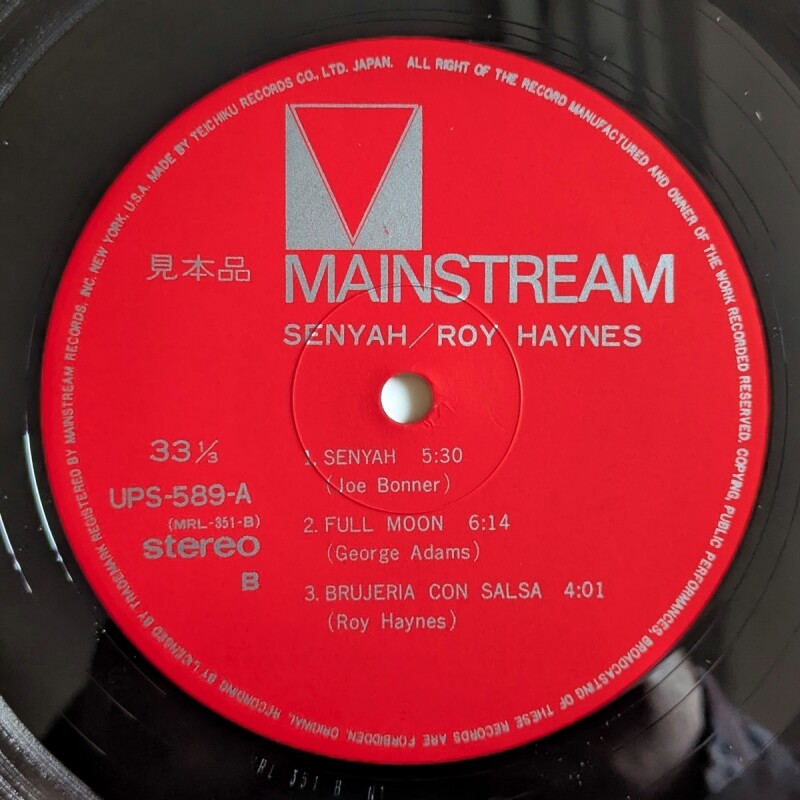 MAINSTREAM
SENYAH/ROY HAYNES
見本品
33 1/3
UPS-589-A
(MRL-351-B)
stereo
B
1. SENYAH 5:30
(Joe Bonner)
2. FULL MOON 6:14
(George Adams)
3. BRUJERIA CON SALSA 4:01
(Roy Haynes)
ORIGINAL RECORDING BY LICENSED BY TRADEMARK REGISTERED BY MAINSTREAM RECORDS, INC. NEW YORK, U.S.A. MADE BY TEICHIKU RECORDS CO., LTD. JAPAN. ALL RIGHT OF THE RECORD MANUFACTURED AND OWNER OF THE WORK RECORDED RESERVED. COPYING, PUBLIC PERFORMANCES, BROADCASTING OF THESE RECORDS ARE FORBIDDEN.
RL 351 B